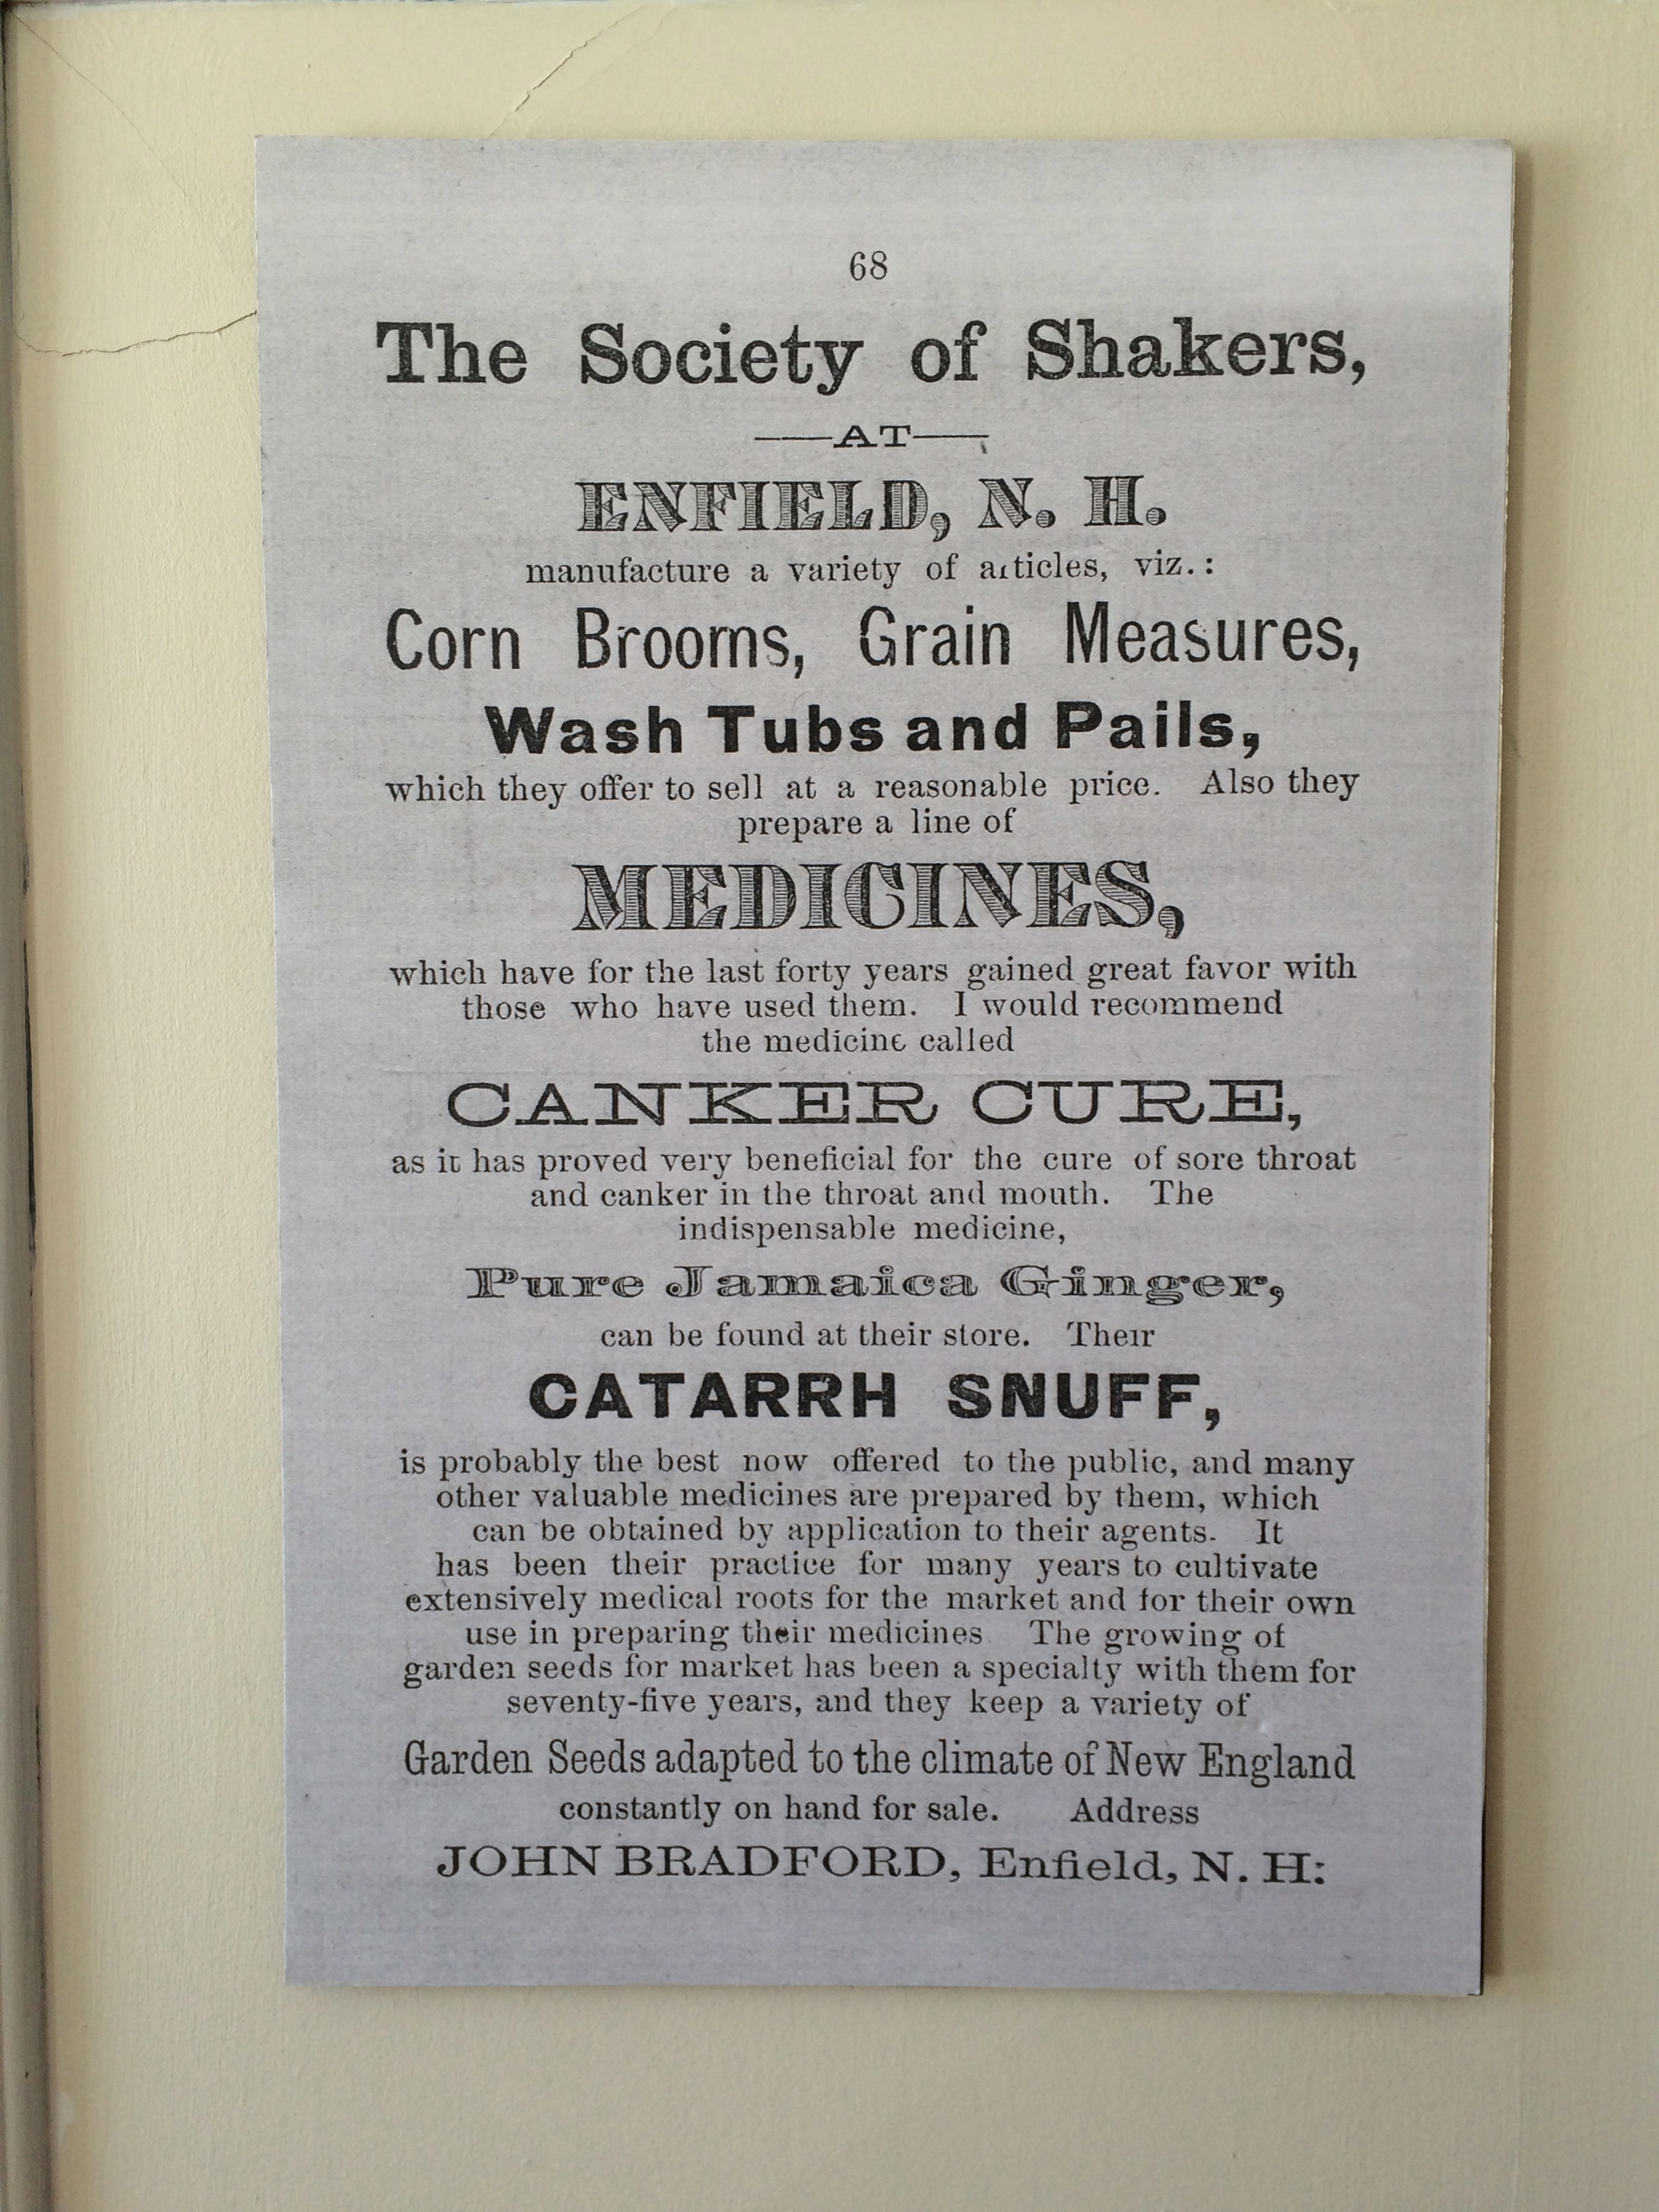 68
The Society of Shakers,
—AT—
ENFIELD, N. H.
manufacture a variety of articles, viz.:
Corn Brooms, Grain Measures,
Wash Tubs and Pails,
which they offer to sell at a reasonable price. Also they
prepare a line of
MEDICINES,
which have for the last forty years gained great favor with
those who have used them. I would recommend
the medicine called
CANKER CURE,
as it has proved very beneficial for the cure of sore throat
and canker in the throat and mouth. The
indispensable medicine,
Pure Jamaica Ginger,
can be found at their store. Their
CATARRH SNUFF,
is probably the best now offered to the public, and many
other valuable medicines are prepared by them, which
can be obtained by application to their agents. It
has been their practice for many years to cultivate
extensively medical roots for the market and for their own
use in preparing their medicines The growing of
garden seeds for market has been a specialty with them for
seventy-five years, and they keep a variety of
Garden Seeds adapted to the climate of New England
constantly on hand for sale. Address
JOHN BRADFORD, Enfield, N. H: